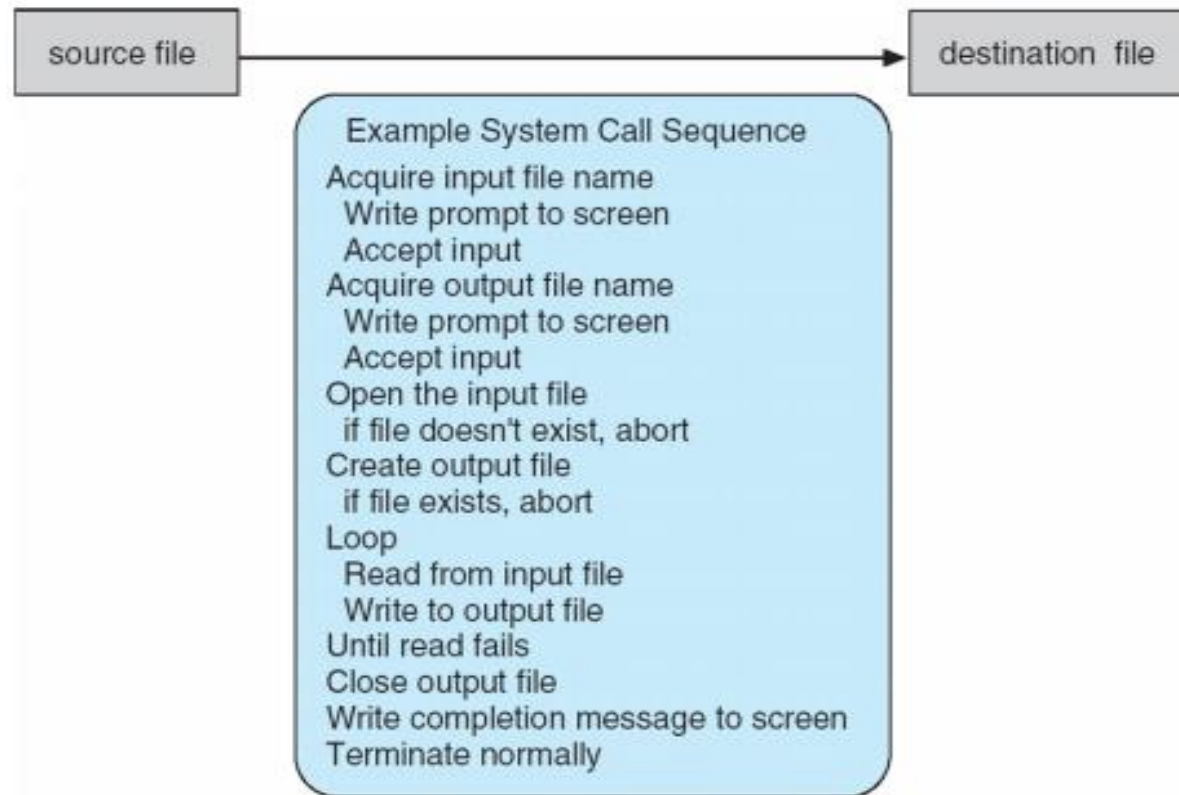 source file
destination file
Example System Call Sequence
Acquire input file name
Write prompt to screen
Accept input
Acquire output file name
Write prompt to screen
Accept input
Open the input file
if file doesn't exist, abort
Create output file
if file exists, abort
Loop
Read from input file
Write to output file
Until read fails
Close output file
Write completion message to screen
Terminate normally